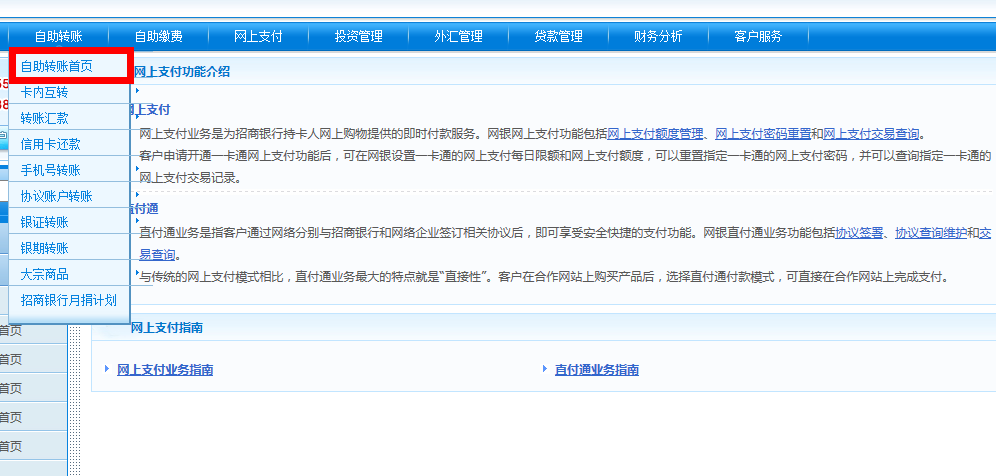 自助转账 自助缴费 网上支付 投资管理 外汇管理 贷款管理 财务分析 客户服务
自助转账首页
卡内互转
转账汇款
信用卡还款
手机号转账
协议账户转账
银证转账
银期转账
大宗商品
招商银行月捐计划
网上支付功能介绍
网上支付
网上支付业务是为招商银行持卡人网上购物提供的即时付款服务。网银网上支付功能包括网上支付额度管理、网上支付密码重置和网上支付交易查询。
客户申请开通一卡通网上支付功能后，可在网银设置一卡通的网上支付每日限额和网上支付额度，可以重置指定一卡通的网上支付密码，并可以查询指定一卡通的
网上支付交易记录。
直付通
直付通业务是指客户通过网络分别与招商银行和网络企业签订相关协议后，即可享受安全快捷的支付功能。网银直付通业务功能包括协议签署、协议查询维护和交
易查询。
与传统的网上支付模式相比，直付通业务最大的特点就是“直接性”。客户在合作网站上购买产品后，选择直付通付款模式，可直接在合作网站上完成支付。
网上支付指南
网上支付业务指南 直付通业务指南
首页
首页
首页
首页
首页